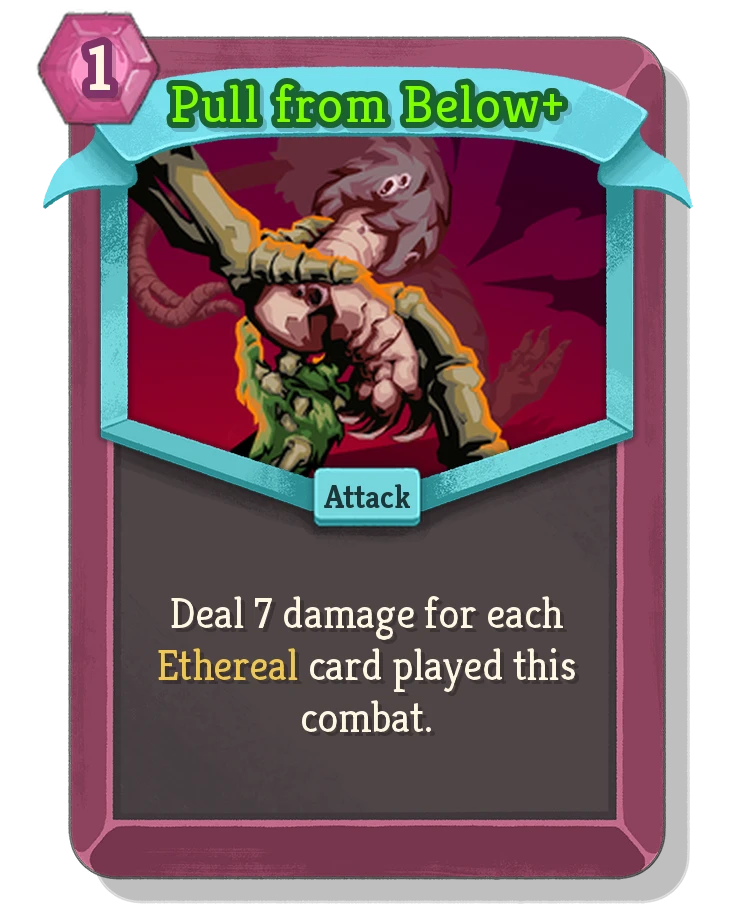 1
Pull from Below+
Attack
Deal 7 damage for each
Ethereal card played this
combat.